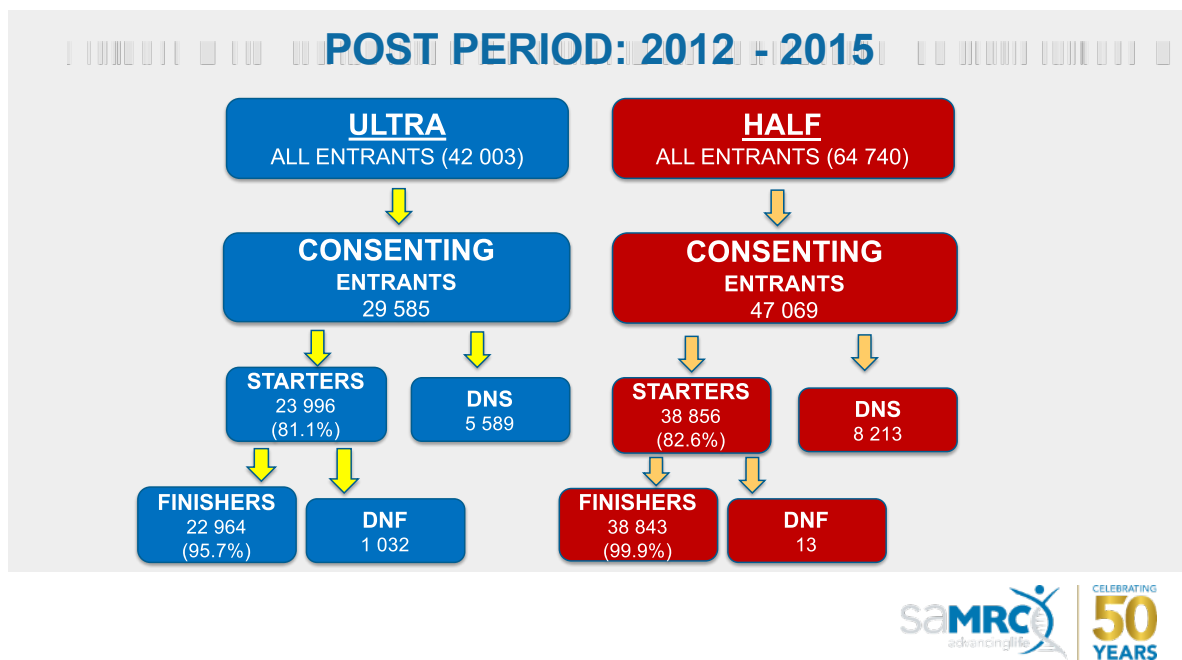 POST PERIOD: 2012 - 2015
ULTRA
ALL ENTRANTS (42 003)
HALF
ALL ENTRANTS (64 740)
CONSENTING
ENTRANTS
29 585
CONSENTING
ENTRANTS
47 069
STARTERS
23 996
(81.1%)
DNS
5 589
STARTERS
38 856
(82.6%)
DNS
8 213
FINISHERS
22 964
(95.7%)
DNF
1 032
FINISHERS
38 843
(99.9%)
DNF
13
saMRC
advancinglife
CELEBRATING
50
YEARS